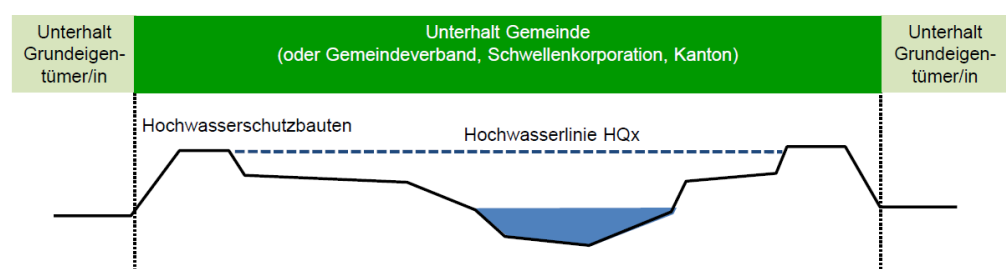 Unterhalt
Grundeigen-
tümer/in
Unterhalt Gemeinde
(oder Gemeindeverband, Schwellenkorporation, Kanton)
Unterhalt
Grundeigen-
tümer/in
Hochwasserschutzbauten
Hochwasserlinie HQx